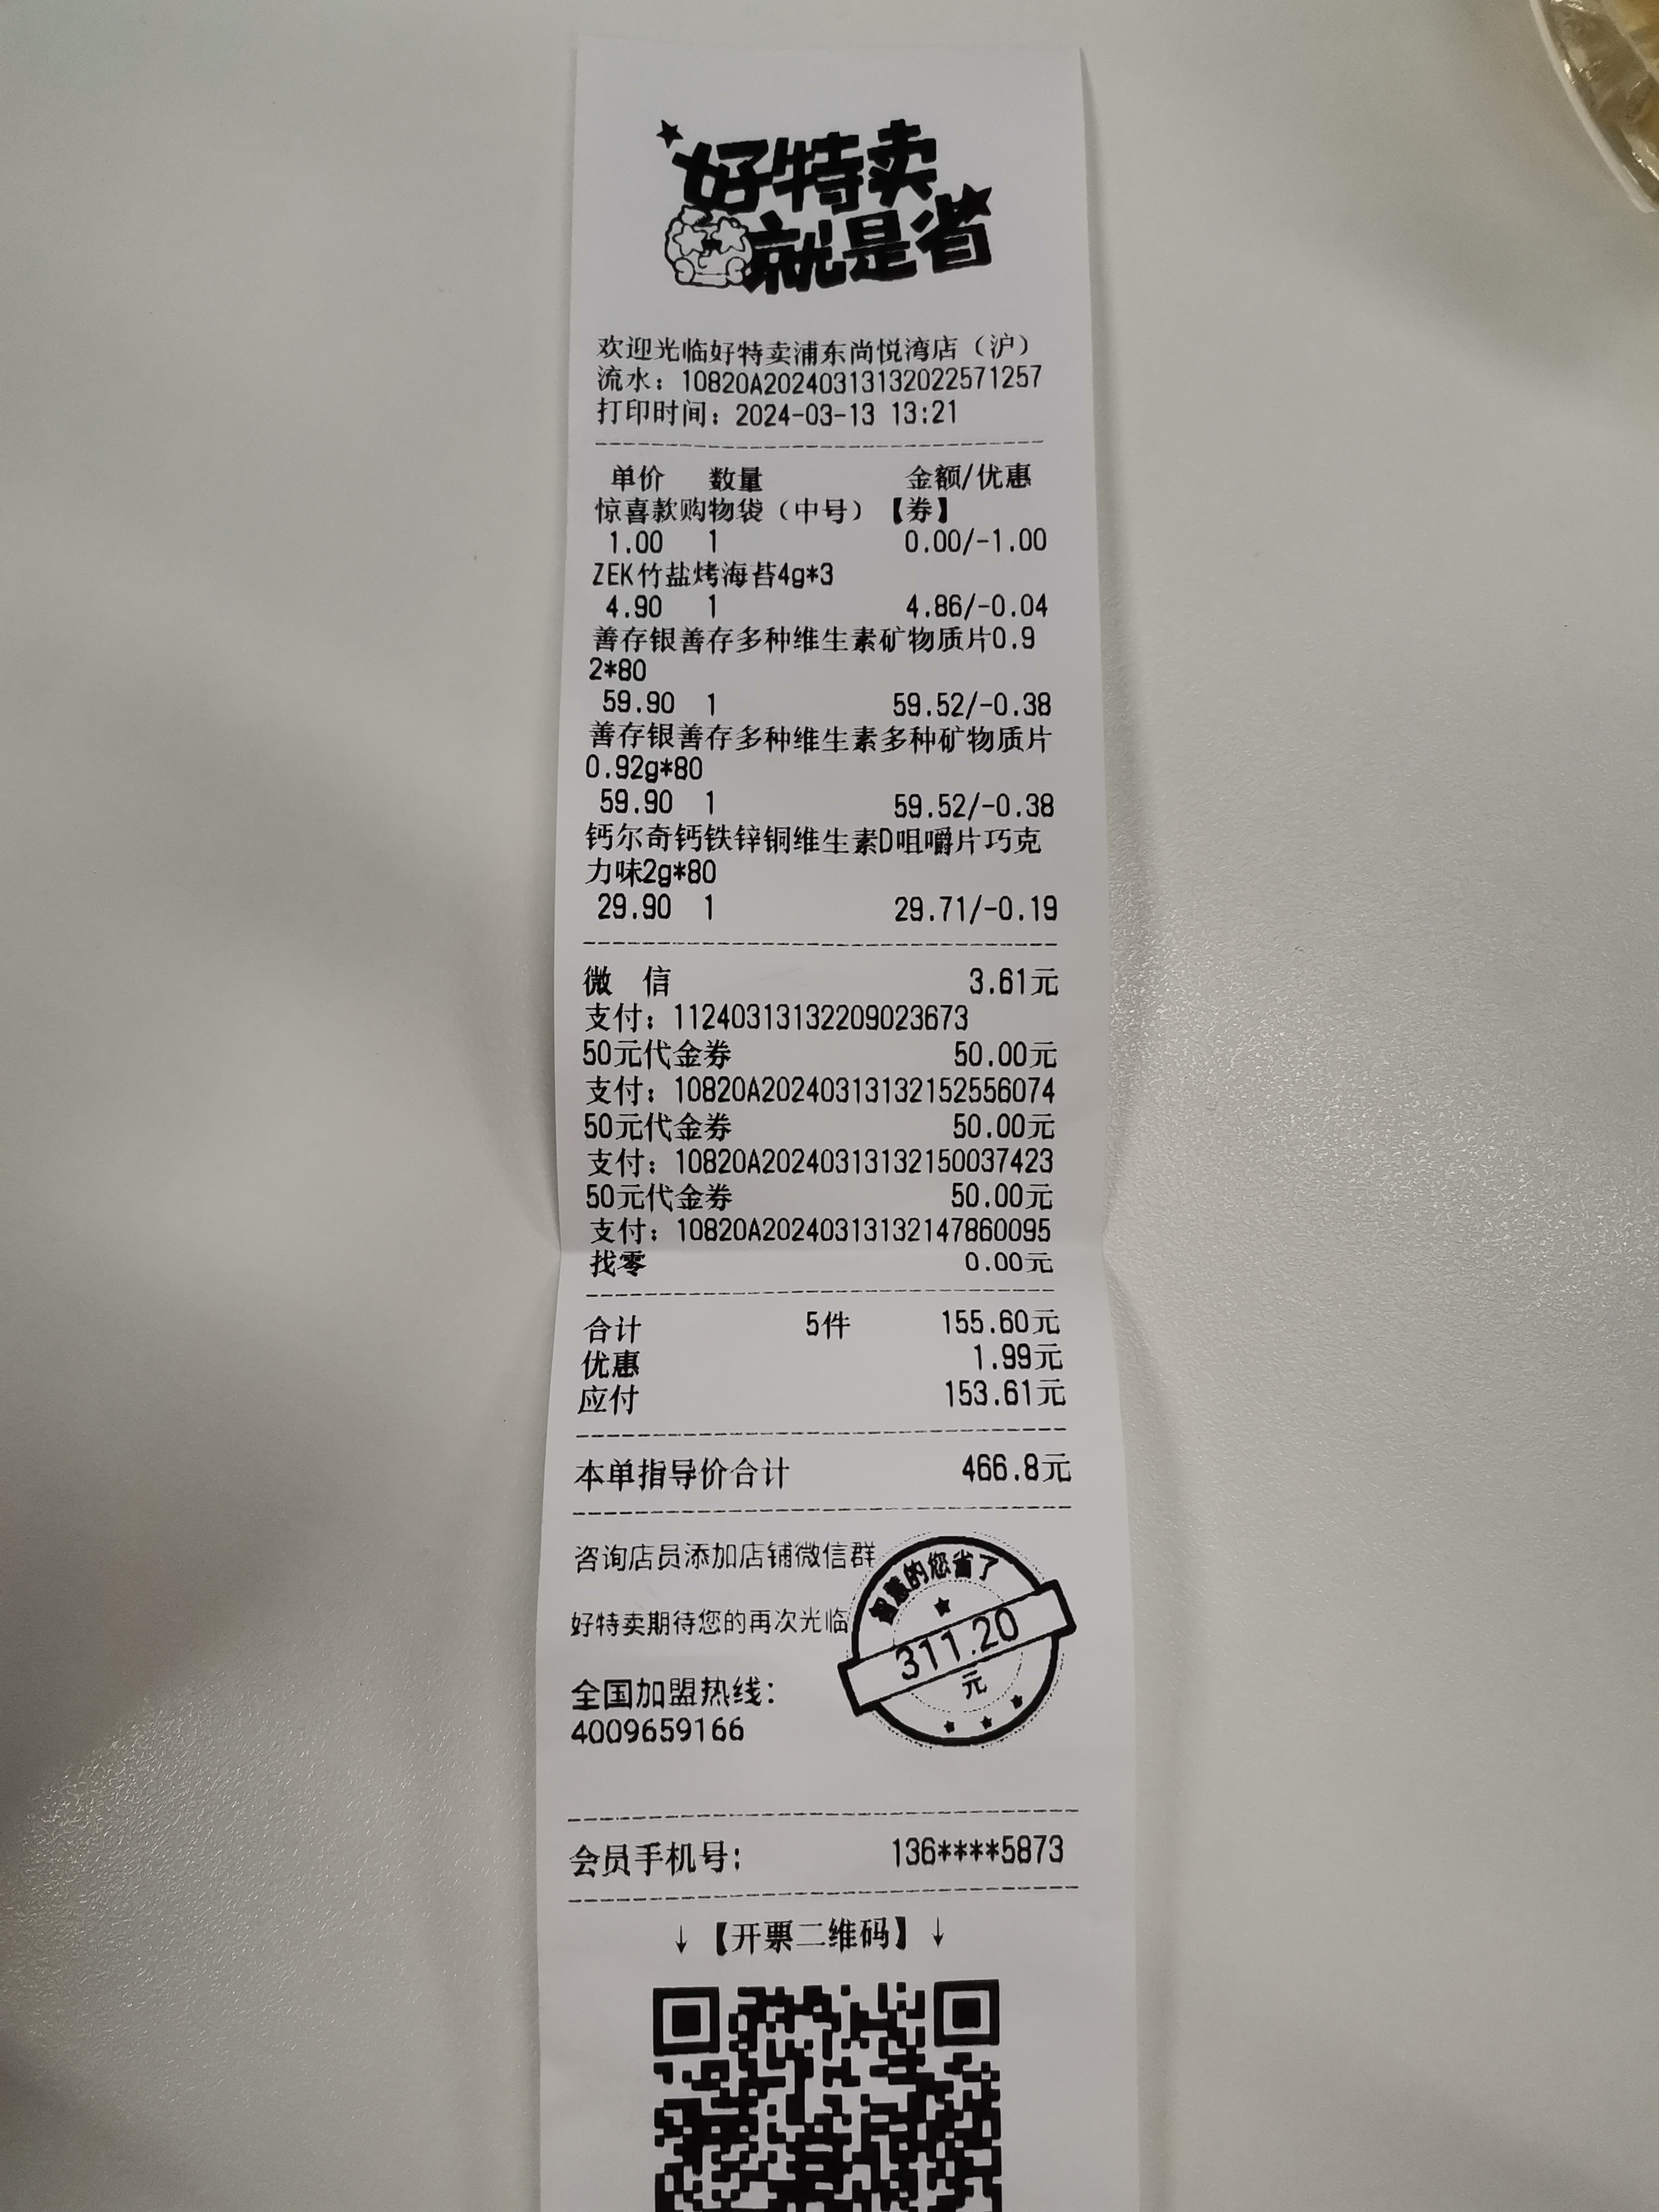 好特卖
就是省
欢迎光临好特卖浦东尚悦湾店（沪）
流水：10820A20240313132022571257
打印时间：2024-03-13 13:21
单价 数量 金额/优惠
惊喜款购物袋（中号）【券】
1.00 1 0.00/-1.00
ZEK竹盐烤海苔4g*3
4.90 1 4.86/-0.04
善存银善存多种维生素矿物质片0.9
2*80
59.90 1 59.52/-0.38
善存银善存多种维生素多种矿物质片
0.92g*80
59.90 1 59.52/-0.38
钙尔奇钙铁锌铜维生素D咀嚼片巧克
力味2g*80
29.90 1 29.71/-0.19
微 信 3.61元
支付：11240313132209023673
50元代金券 50.00元
支付：10820A20240313132152556074
50元代金券 50.00元
支付：10820A20240313132150037423
50元代金券 50.00元
支付：10820A20240313132147860095
找零 0.00元
合计 5件 155.60元
优惠 1.99元
应付 153.61元
本单指导价合计 466.8元
咨询店员添加店铺微信群
好特卖期待您的再次光临
智慧的您省了
311.20
元
全国加盟热线：
4009659166
会员手机号： 136****5873
↓【开票二维码】↓